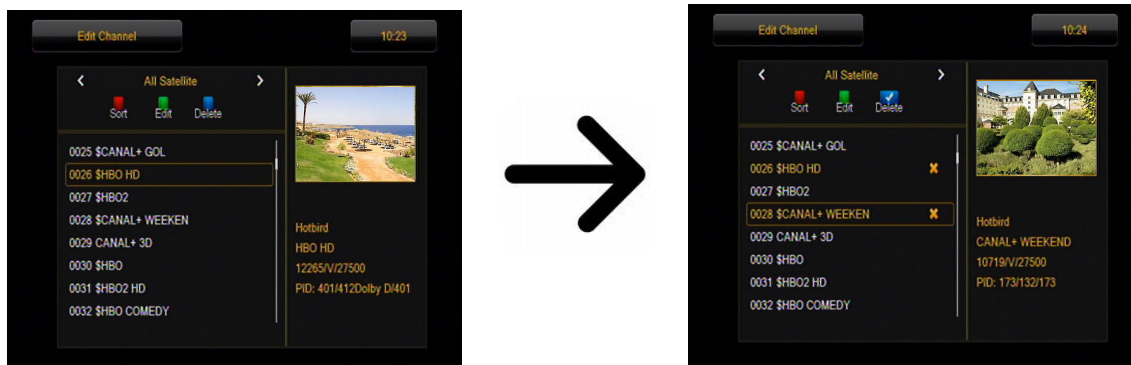 Edit Channel
10:23
All Satellite
Sort Edit Delete
0025 $CANAL+ GOL
0026 $HBO HD
0027 $HBO2
0028 $CANAL+ WEEKEN
0029 CANAL+ 3D
0030 $HBO
0031 $HBO2 HD
0032 $HBO COMEDY
Hotbird
HBO HD
12265/V/27500
PID: 401/412Dolby D/401
Edit Channel
10:24
All Satellite
Sort Edit Delete
0025 $CANAL+ GOL
0026 $HBO HD
0027 $HBO2
0028 $CANAL+ WEEKEN
0029 CANAL+ 3D
0030 $HBO
0031 $HBO2 HD
0032 $HBO COMEDY
Hotbird
CANAL+ WEEKEND
10719/V/27500
PID: 173/132/173